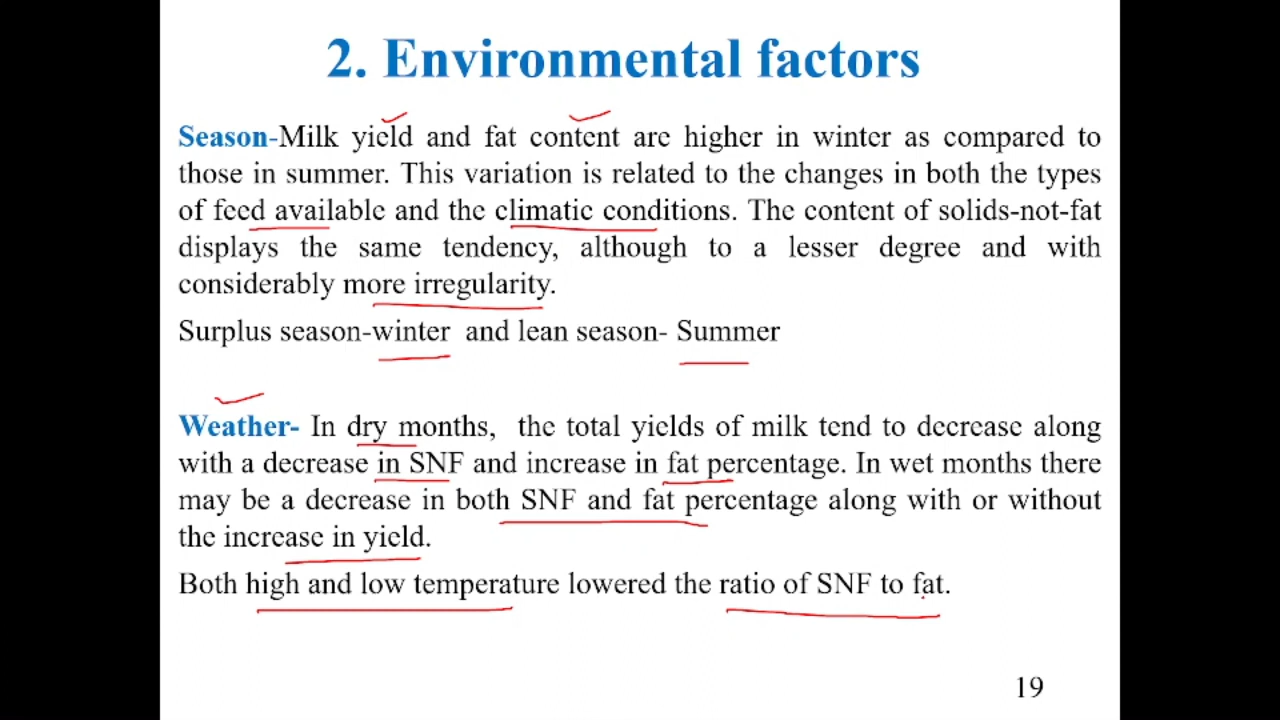 2. Environmental factors
Season-Milk yield and fat content are higher in winter as compared to
those in summer. This variation is related to the changes in both the types
of feed available and the climatic conditions. The content of solids-not-fat
displays the same tendency, although to a lesser degree and with
considerably more irregularity.
Surplus season-winter and lean season- Summer
Weather- In dry months, the total yields of milk tend to decrease along
with a decrease in SNF and increase in fat percentage. In wet months there
may be a decrease in both SNF and fat percentage along with or without
the increase in yield.
Both high and low temperature lowered the ratio of SNF to fat.
19